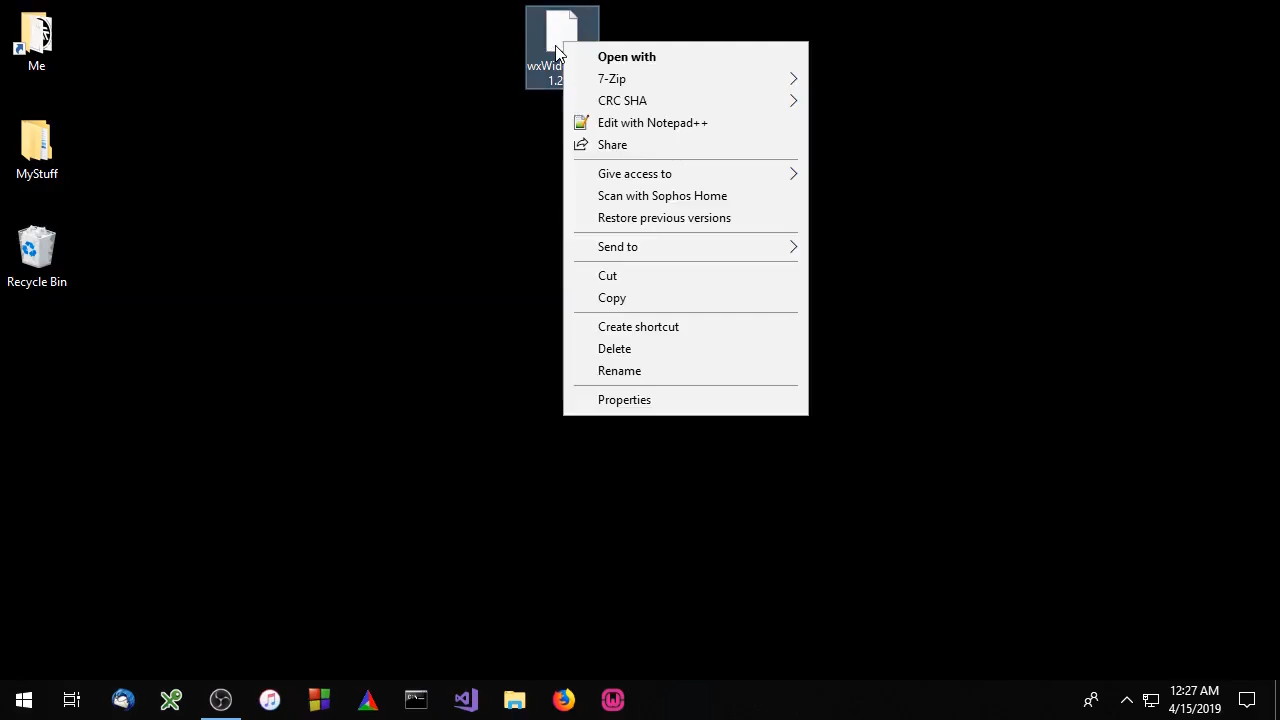 Me
MyStuff
Recycle Bin
wxWid
1.2
Open with
7-Zip
CRC SHA
Edit with Notepad++
Share
Give access to
Scan with Sophos Home
Restore previous versions
Send to
Cut
Copy
Create shortcut
Delete
Rename
Properties
12:27 AM
4/15/2019